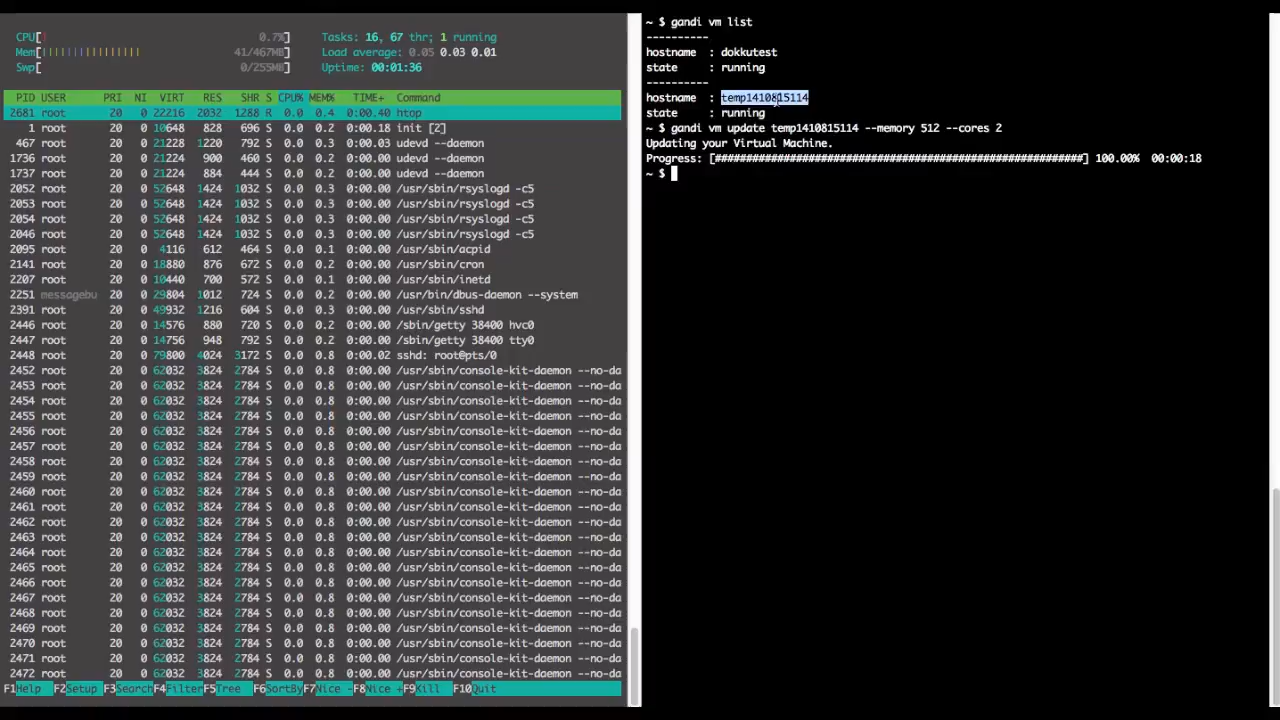 CPU[| 0.7%]
Mem[|||||||||||||||| 41/467MB]
Swp[ 0/255MB]
Tasks: 16, 67 thr; 1 running
Load average: 0.05 0.03 0.01
Uptime: 00:01:36
PID USER PRI NI VIRT RES SHR S CPU% MEM% TIME+ Command
2681 root 20 0 22216 2032 1288 R 0.0 0.4 0:00.40 htop
1 root 20 0 10648 828 696 S 0.0 0.2 0:00.18 init [2]
467 root 20 0 21228 1228 792 S 0.0 0.3 0:00.03 udevd --daemon
1736 root 20 0 21224 900 460 S 0.0 0.2 0:00.00 udevd --daemon
1737 root 20 0 21224 884 444 S 0.0 0.2 0:00.00 udevd --daemon
2052 root 20 0 52648 1424 1032 S 0.0 0.3 0:00.00 /usr/sbin/rsyslogd -c5
2053 root 20 0 52648 1424 1032 S 0.0 0.3 0:00.00 /usr/sbin/rsyslogd -c5
2054 root 20 0 52648 1424 1032 S 0.0 0.3 0:00.00 /usr/sbin/rsyslogd -c5
2046 root 20 0 52648 1424 1032 S 0.0 0.3 0:00.00 /usr/sbin/rsyslogd -c5
2095 root 20 0 4116 612 464 S 0.0 0.1 0:00.00 /usr/sbin/acpid
2141 root 20 0 18880 876 672 S 0.0 0.2 0:00.00 /usr/sbin/cron
2207 root 20 0 10440 700 572 S 0.0 0.1 0:00.00 /usr/sbin/inetd
2251 messagebu 20 0 29804 1012 724 S 0.0 0.2 0:00.00 /usr/bin/dbus-daemon --system
2391 root 20 0 49932 1216 604 S 0.0 0.3 0:00.00 /usr/sbin/sshd
2446 root 20 0 14576 880 720 S 0.0 0.2 0:00.00 /sbin/getty 38400 hvc0
2447 root 20 0 14756 948 792 S 0.0 0.2 0:00.00 /sbin/getty 38400 tty0
2448 root 20 0 79800 4024 3172 S 0.0 0.8 0:00.02 sshd: root@pts/0
2452 root 20 0 62032 3824 2784 S 0.0 0.8 0:00.00 /usr/sbin/console-kit-daemon --no-da
2453 root 20 0 62032 3824 2784 S 0.0 0.8 0:00.00 /usr/sbin/console-kit-daemon --no-da
2454 root 20 0 62032 3824 2784 S 0.0 0.8 0:00.00 /usr/sbin/console-kit-daemon --no-da
2455 root 20 0 62032 3824 2784 S 0.0 0.8 0:00.00 /usr/sbin/console-kit-daemon --no-da
2456 root 20 0 62032 3824 2784 S 0.0 0.8 0:00.00 /usr/sbin/console-kit-daemon --no-da
2457 root 20 0 62032 3824 2784 S 0.0 0.8 0:00.00 /usr/sbin/console-kit-daemon --no-da
2458 root 20 0 62032 3824 2784 S 0.0 0.8 0:00.00 /usr/sbin/console-kit-daemon --no-da
2459 root 20 0 62032 3824 2784 S 0.0 0.8 0:00.00 /usr/sbin/console-kit-daemon --no-da
2460 root 20 0 62032 3824 2784 S 0.0 0.8 0:00.00 /usr/sbin/console-kit-daemon --no-da
2461 root 20 0 62032 3824 2784 S 0.0 0.8 0:00.00 /usr/sbin/console-kit-daemon --no-da
2462 root 20 0 62032 3824 2784 S 0.0 0.8 0:00.00 /usr/sbin/console-kit-daemon --no-da
2463 root 20 0 62032 3824 2784 S 0.0 0.8 0:00.00 /usr/sbin/console-kit-daemon --no-da
2464 root 20 0 62032 3824 2784 S 0.0 0.8 0:00.00 /usr/sbin/console-kit-daemon --no-da
2465 root 20 0 62032 3824 2784 S 0.0 0.8 0:00.00 /usr/sbin/console-kit-daemon --no-da
2466 root 20 0 62032 3824 2784 S 0.0 0.8 0:00.00 /usr/sbin/console-kit-daemon --no-da
2467 root 20 0 62032 3824 2784 S 0.0 0.8 0:00.00 /usr/sbin/console-kit-daemon --no-da
2468 root 20 0 62032 3824 2784 S 0.0 0.8 0:00.00 /usr/sbin/console-kit-daemon --no-da
2469 root 20 0 62032 3824 2784 S 0.0 0.8 0:00.00 /usr/sbin/console-kit-daemon --no-da
2470 root 20 0 62032 3824 2784 S 0.0 0.8 0:00.00 /usr/sbin/console-kit-daemon --no-da
2471 root 20 0 62032 3824 2784 S 0.0 0.8 0:00.00 /usr/sbin/console-kit-daemon --no-da
2472 root 20 0 62032 3824 2784 S 0.0 0.8 0:00.00 /usr/sbin/console-kit-daemon --no-da
F1Help F2Setup F3SearchF4FilterF5Tree F6SortByF7Nice -F8Nice +F9Kill F10Quit
~ $ gandi vm list
----------
hostname : dokkutest
state : running
----------
hostname : temp1410815114
state : running
~ $ gandi vm update temp1410815114 --memory 512 --cores 2
Updating your Virtual Machine.
Progress: [###########################################################] 100.00% 00:00:18
~ $